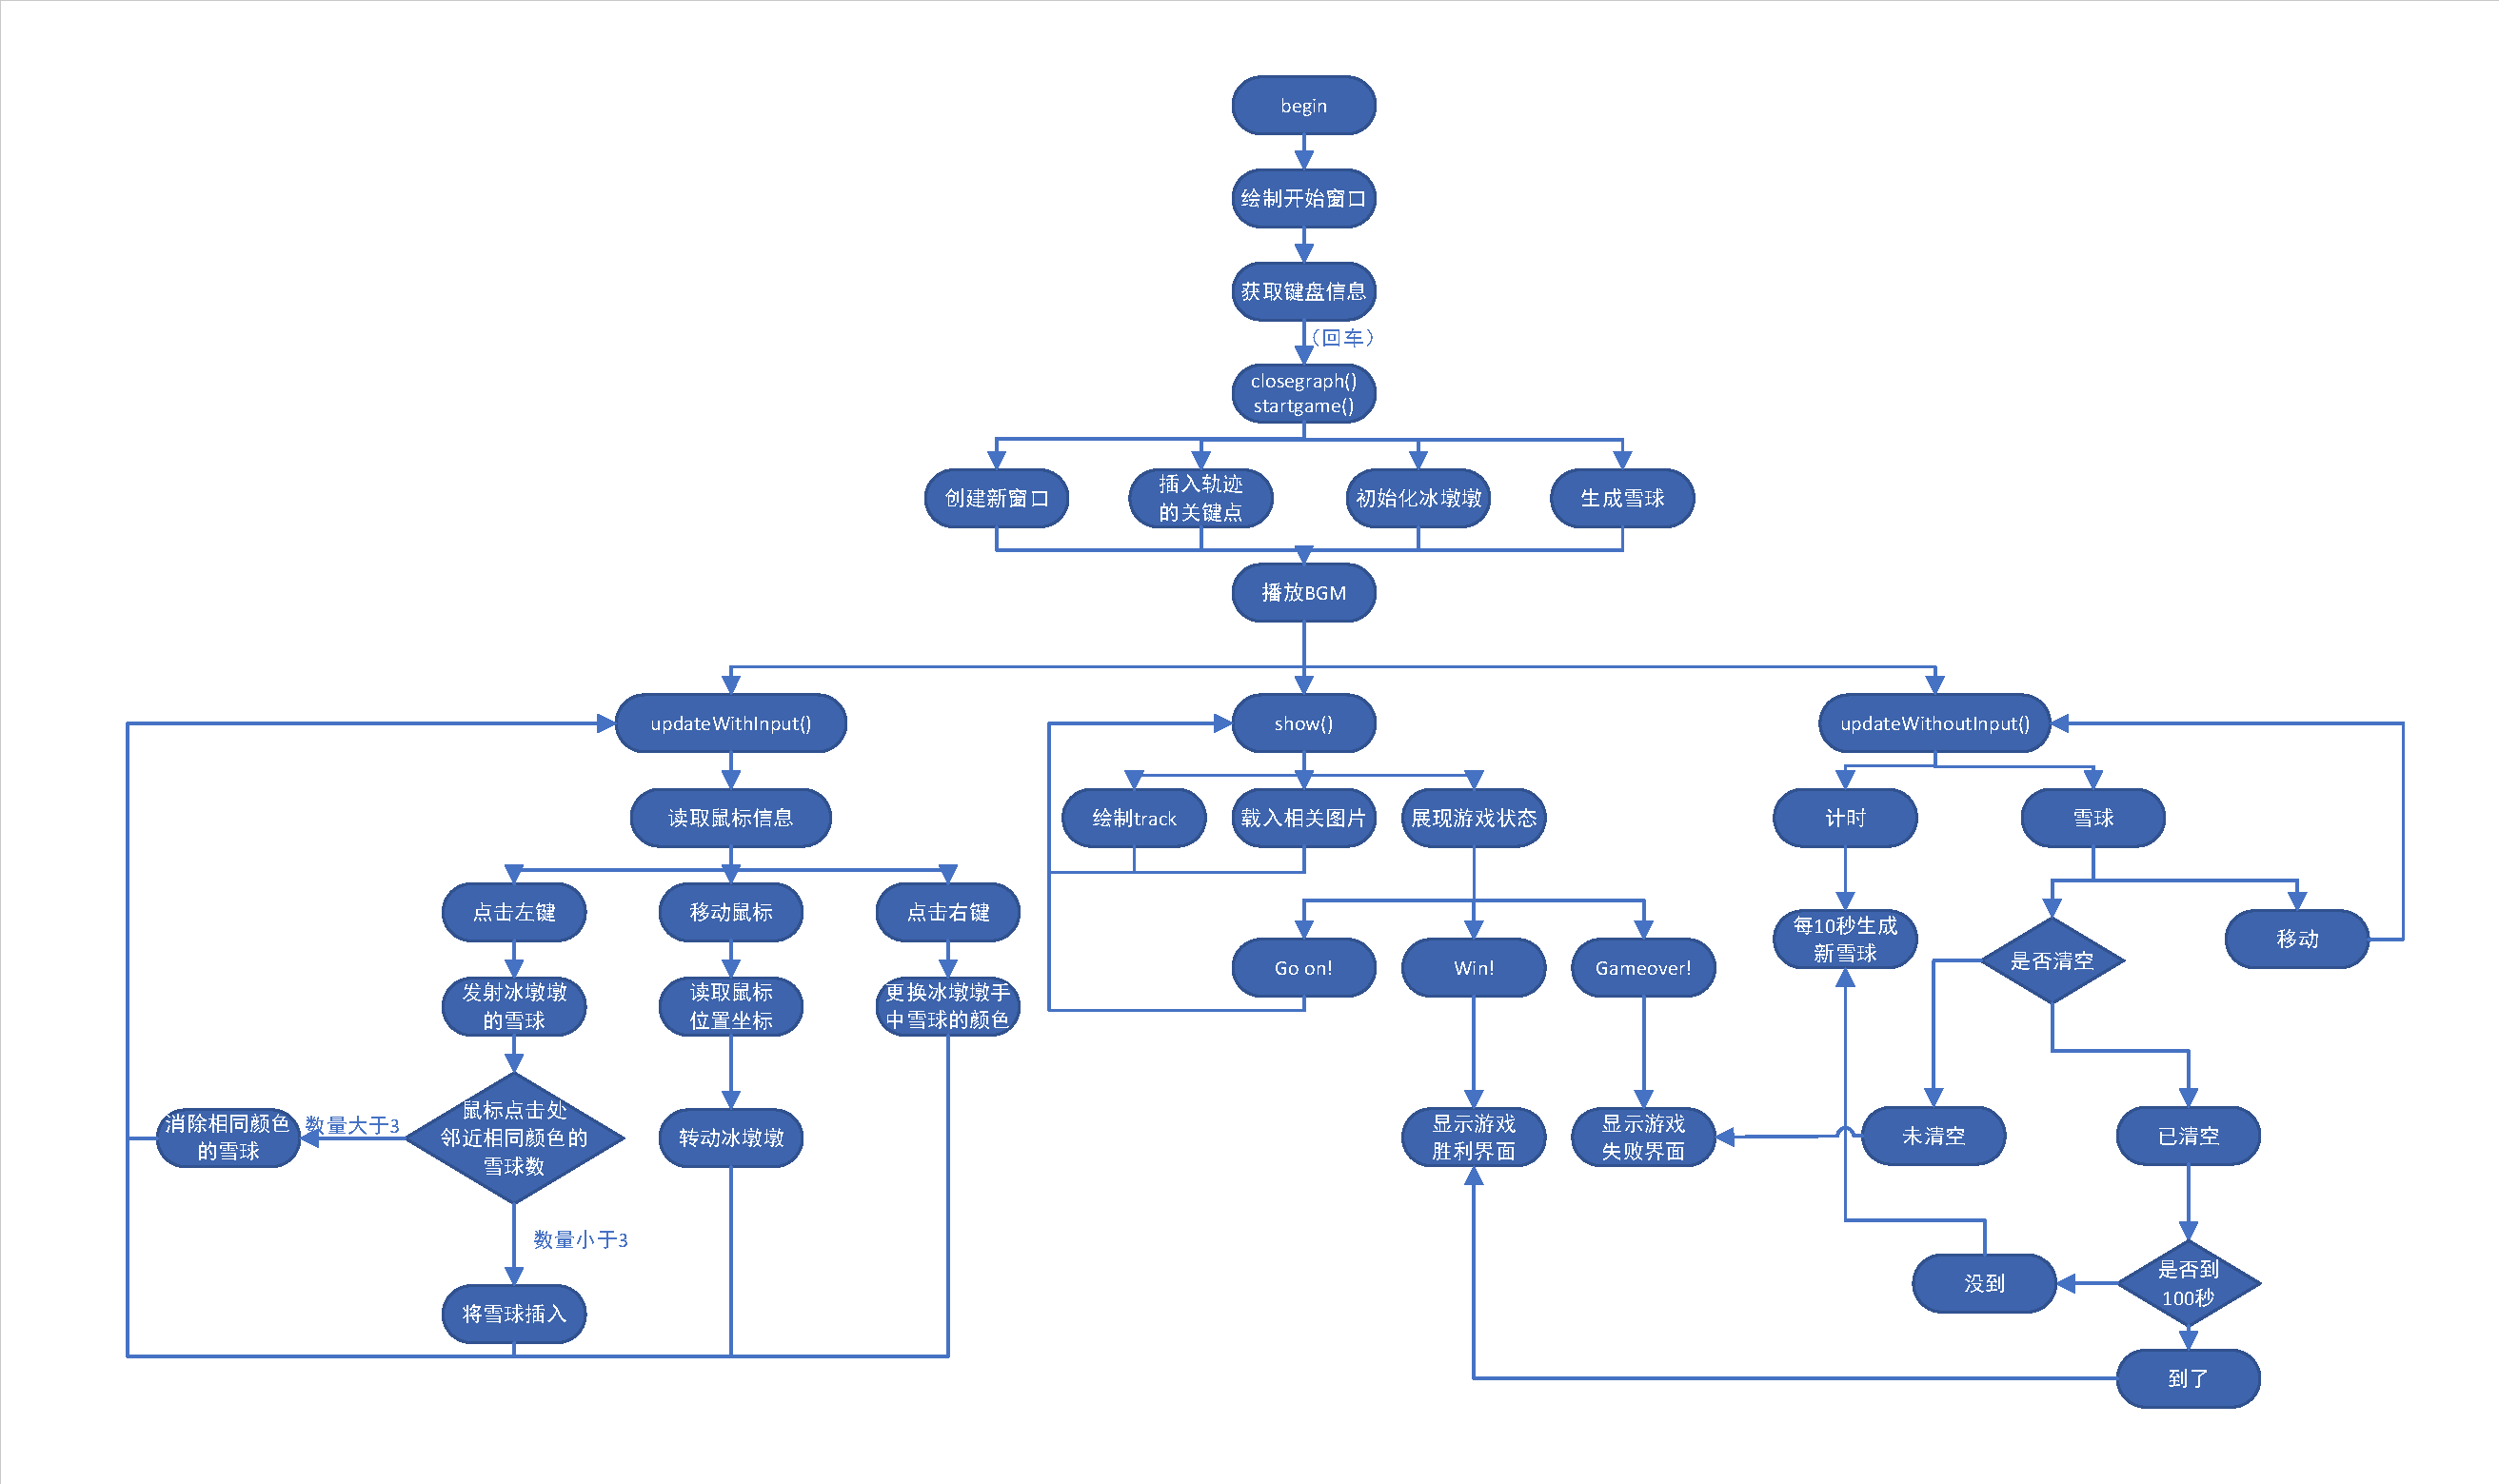 begin
绘制开始窗口
获取键盘信息
（回车）
closegraph()
startgame()
创建新窗口
插入轨迹
的关键点
初始化冰墩墩
生成雪球
播放BGM
updateWithInput()
show()
updateWithoutInput()
读取鼠标信息
绘制track
载入相关图片
展现游戏状态
计时
雪球
点击左键
移动鼠标
点击右键
每10秒生成
新雪球
移动
是否清空
Go on!
Win!
Gameover!
发射冰墩墩
的雪球
读取鼠标
位置坐标
更换冰墩墩手
中雪球的颜色
消除相同颜色
的雪球
数量大于3
鼠标点击处
邻近相同颜色的
雪球数
转动冰墩墩
显示游戏
胜利界面
显示游戏
失败界面
未清空
已清空
数量小于3
将雪球插入
没到
是否到
100秒
到了